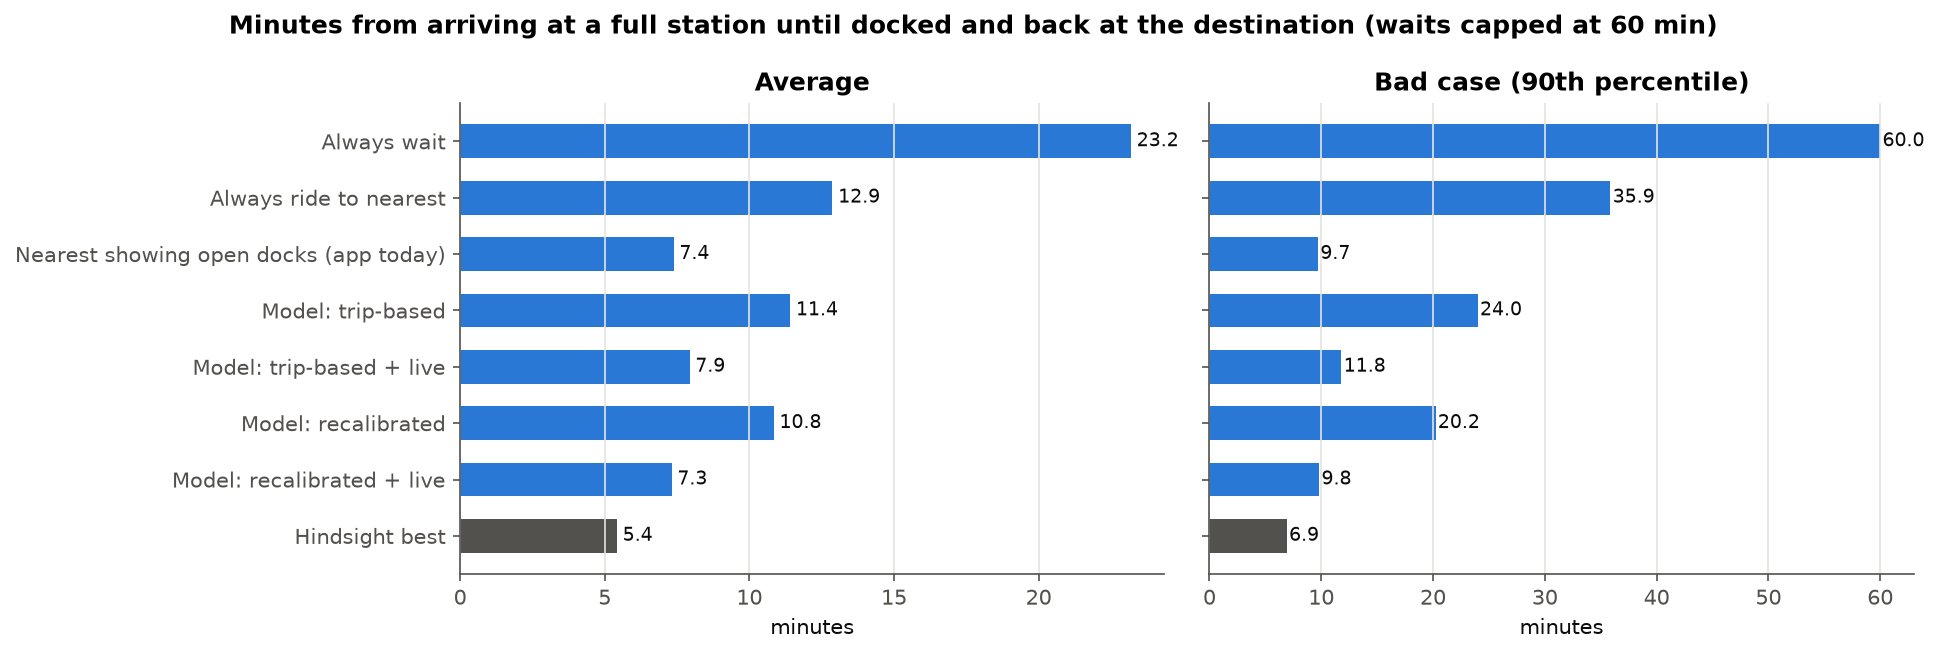 Minutes from arriving at a full station until docked and back at the destination (waits capped at 60 min)
Average
Always wait
23.2
Always ride to nearest
12.9
Nearest showing open docks (app today)
7.4
Model: trip-based
11.4
Model: trip-based + live
7.9
Model: recalibrated
10.8
Model: recalibrated + live
7.3
Hindsight best
5.4
0 5 10 15 20
minutes
Bad case (90th percentile)
60.0
35.9
9.7
24.0
11.8
20.2
9.8
6.9
0 10 20 30 40 50 60
minutes